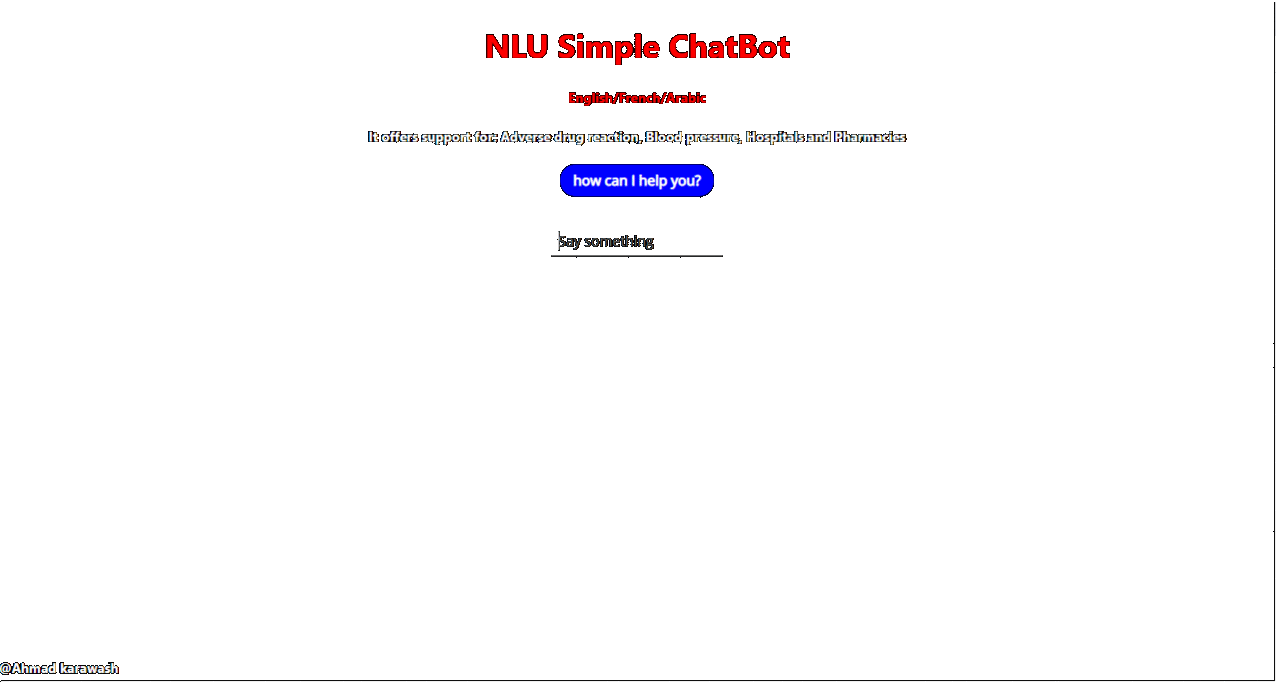 NLU Simple ChatBot
English/French/Arabic
It offers support for: Adverse drug reaction, Blood pressure, Hospitals and Pharmacies
how can I help you?
Say something
@Ahmad karawash